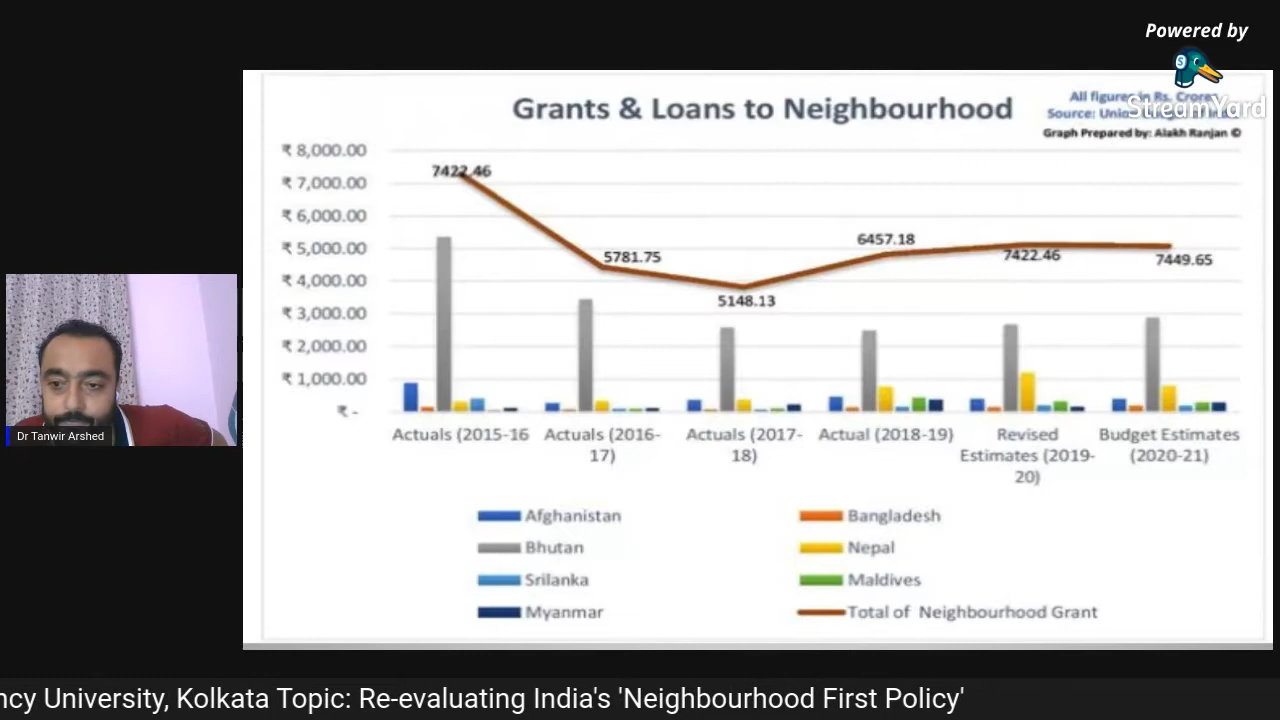 Powered by
StreamYard
Grants & Loans to Neighbourhood
All figures in Rs. Crores
Source:
Graph Prepared by: Alakh Ranjan ©
₹ 8,000.00
₹ 7,000.00
₹ 6,000.00
₹ 5,000.00
₹ 4,000.00
₹ 3,000.00
₹ 2,000.00
₹ 1,000.00
₹ -
7422.46
5781.75
5148.13
6457.18
7422.46
7449.65
Actuals (2015-16
Actuals (2016-
17)
Actuals (2017-
18)
Actual (2018-19)
Revised
Estimates (2019-
20)
Budget Estimates
(2020-21)
Afghanistan
Bangladesh
Bhutan
Nepal
Srilanka
Maldives
Myanmar
Total of Neighbourhood Grant
Dr Tanwir Arshed
ncy University, Kolkata Topic: Re-evaluating India's 'Neighbourhood First Policy'